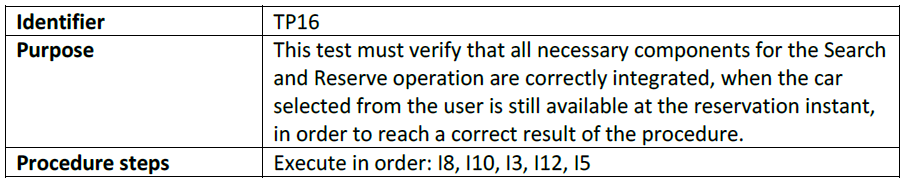 Identifier TP16
Purpose This test must verify that all necessary components for the Search
and Reserve operation are correctly integrated, when the car
selected from the user is still available at the reservation instant,
in order to reach a correct result of the procedure.
Procedure steps Execute in order: I8, I10, I3, I12, I5